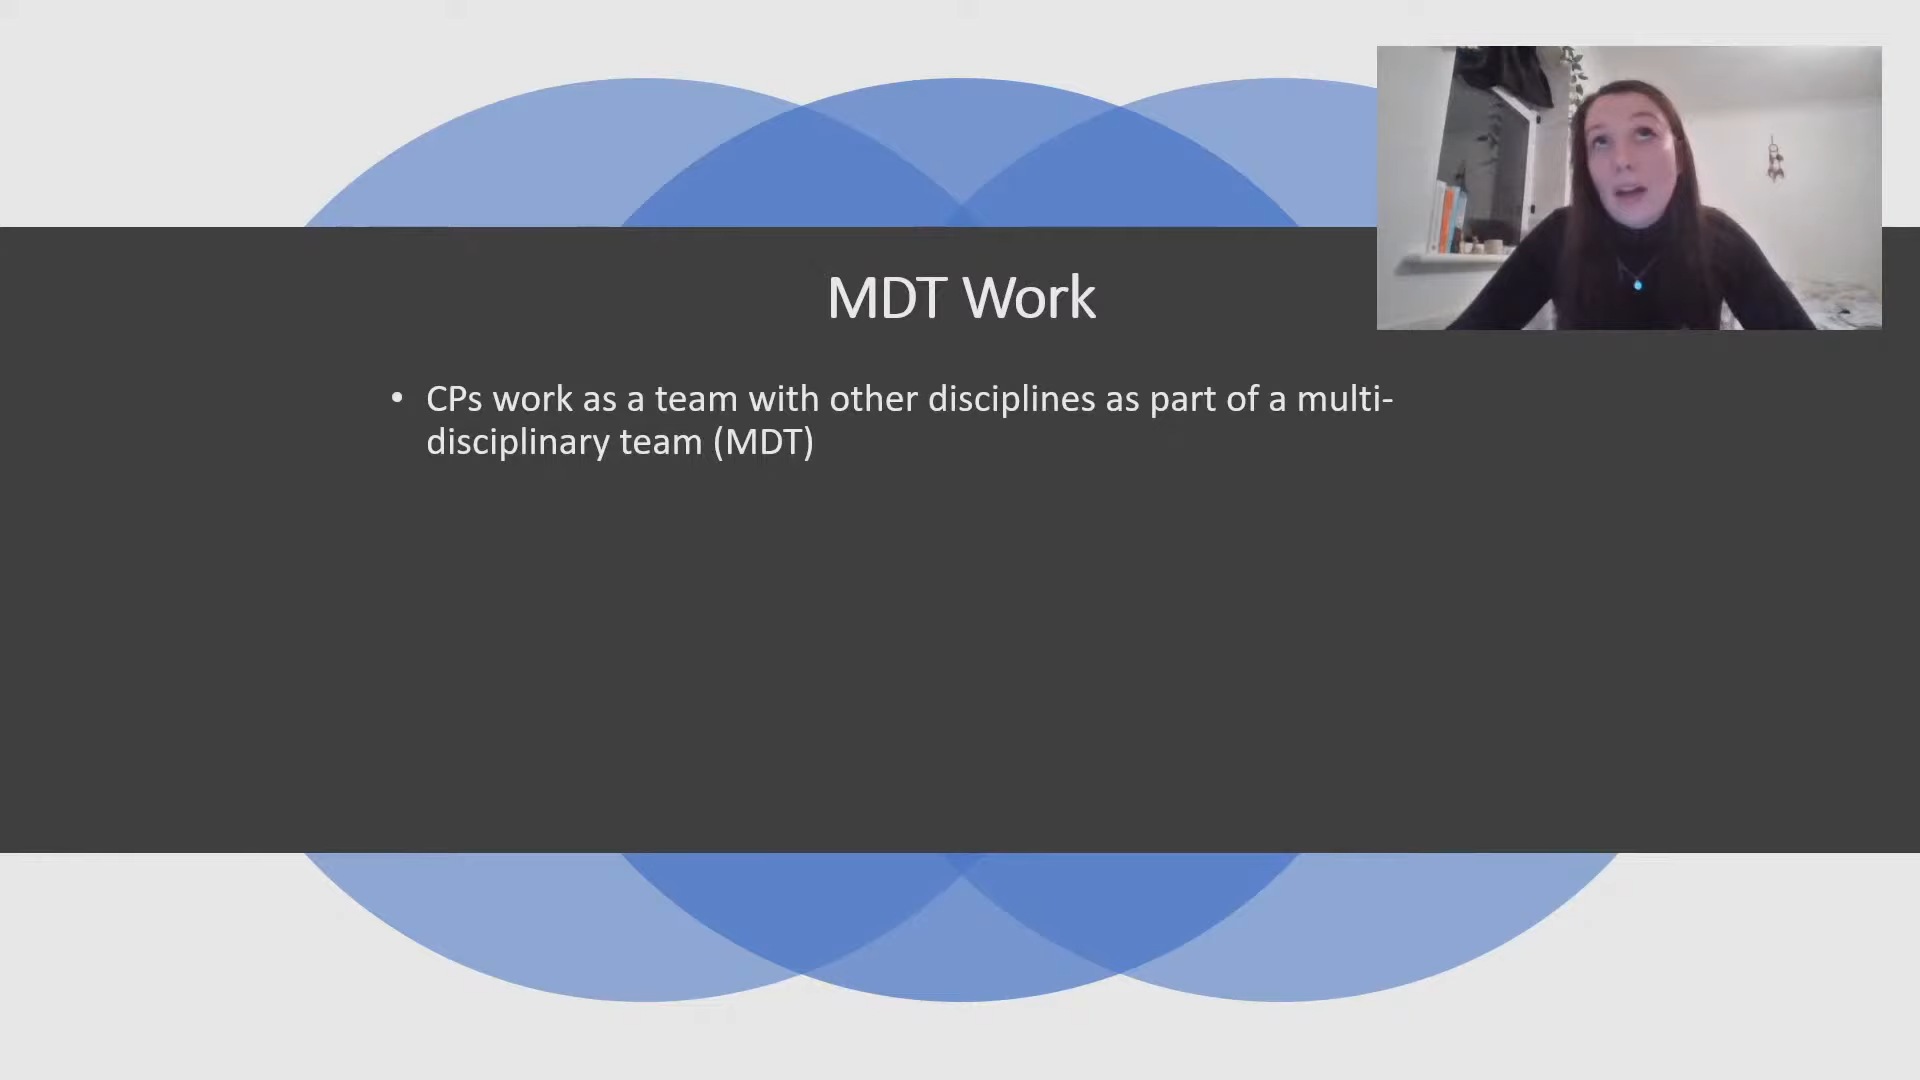 MDT Work
• CPs work as a team with other disciplines as part of a multi-
disciplinary team (MDT)